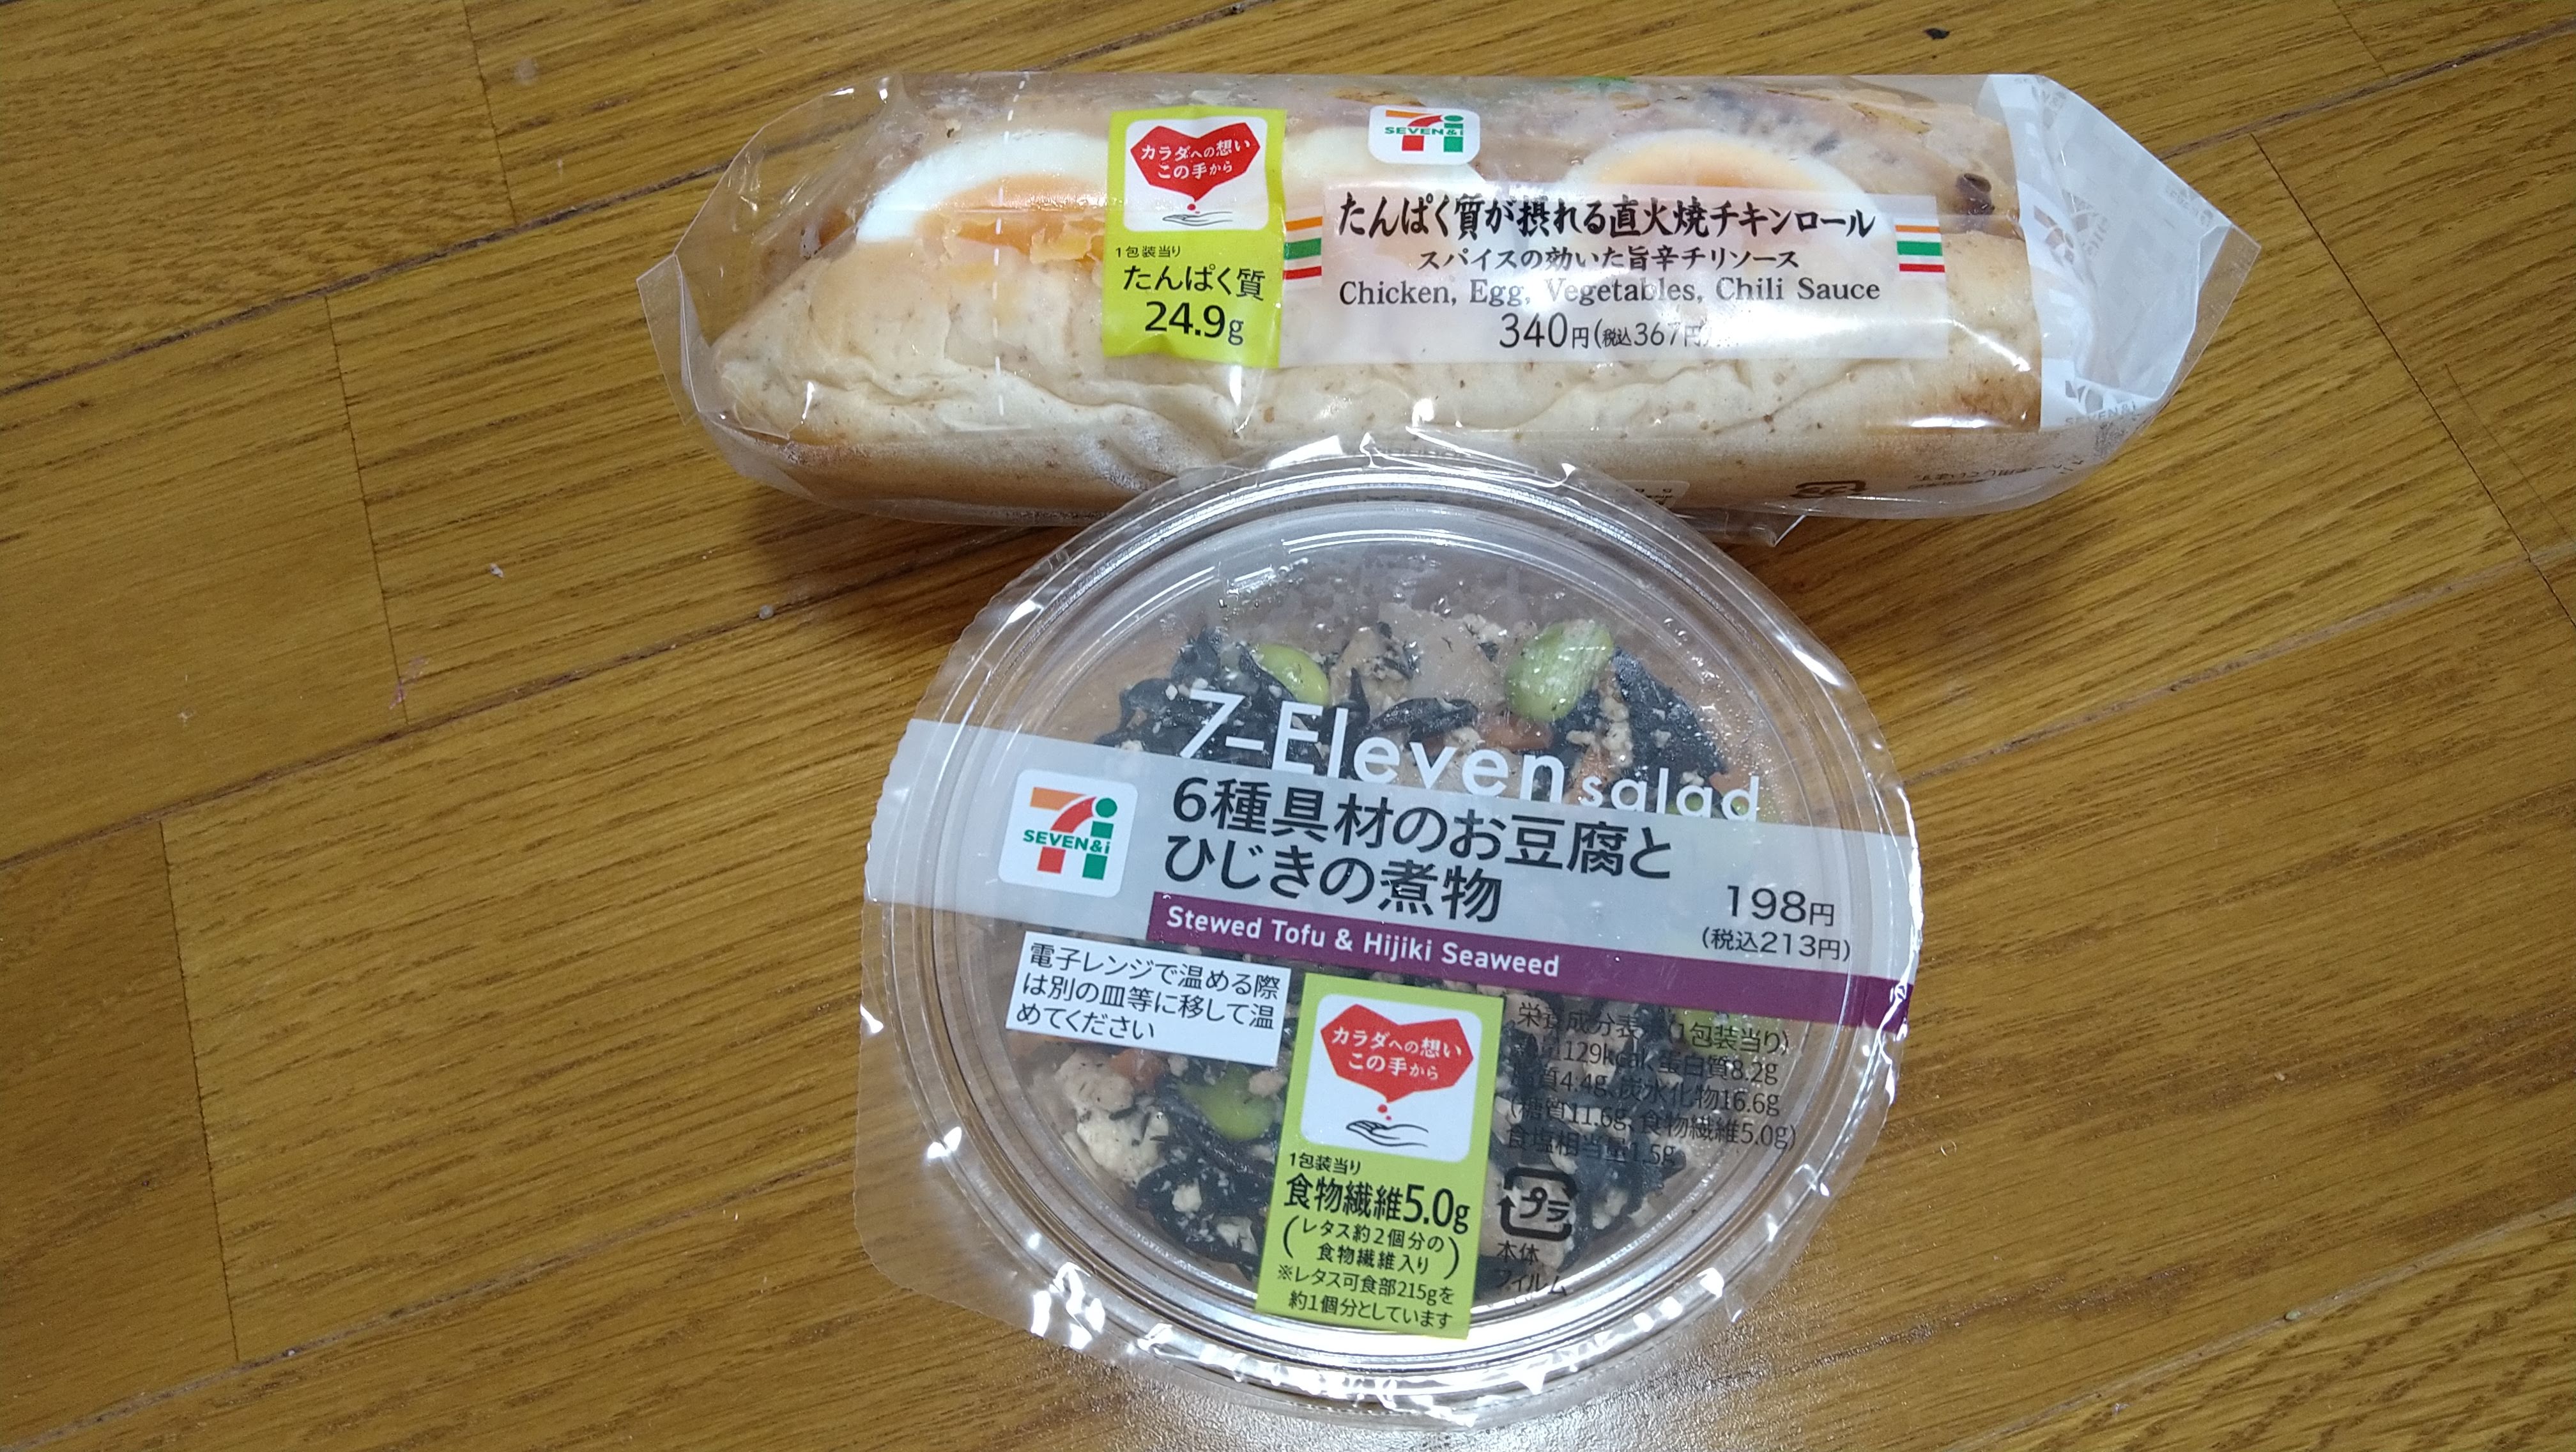 カラダへの想い
この手から
1包装当り
たんぱく質
24.9g
SEVEN&i
たんぱく質が摂れる直火焼チキンロール
スパイスの効いた旨辛チリソース
Chicken, Egg, Vegetables, Chili Sauce
340円(税込367円)
SEVEN&i
7-Eleven salad
SEVEN&i
6種具材のお豆腐と
ひじきの煮物
198円
(税込213円)
Stewed Tofu & Hijiki Seaweed
電子レンジで温める際
は別の皿等に移して温
めてください
カラダへの想い
この手から
1包装当り
食物繊維5.0g
(レタス約2個分の
食物繊維入り)
※レタス可食部215gを
約1個分としています
栄養成分表 (1包装当り)
129kcal、蛋白質8.2g
質4.4g、炭水化物16.6g
(糖質11.6g、食物繊維5.0g)
食塩相当量1.5g
プラ
本体
フィルム